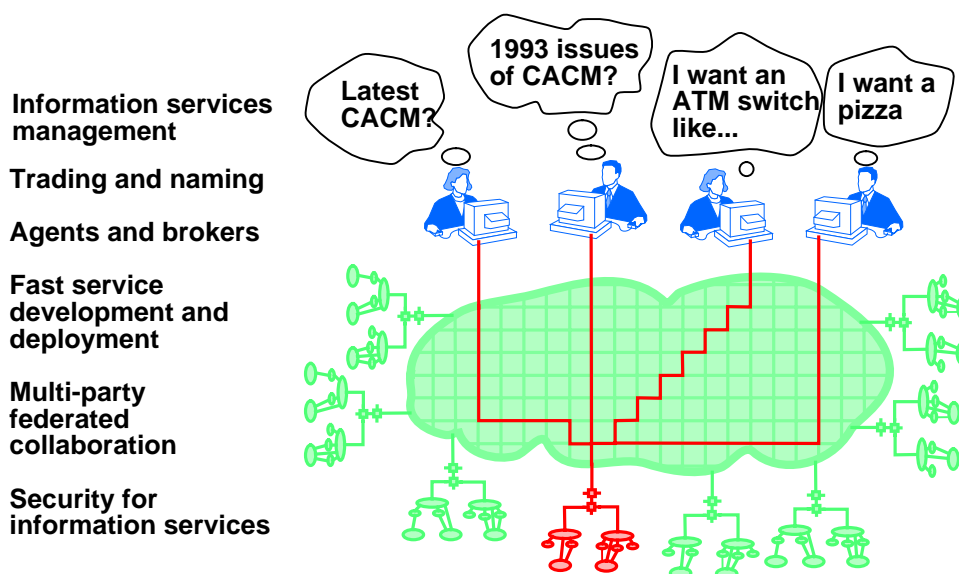 Information services
management
Trading and naming
Agents and brokers
Fast service
development and
deployment
Multi-party
federated
collaboration
Security for
information services
Latest
CACM?
1993 issues
of CACM?
I want an
ATM switch
like...
I want a
pizza